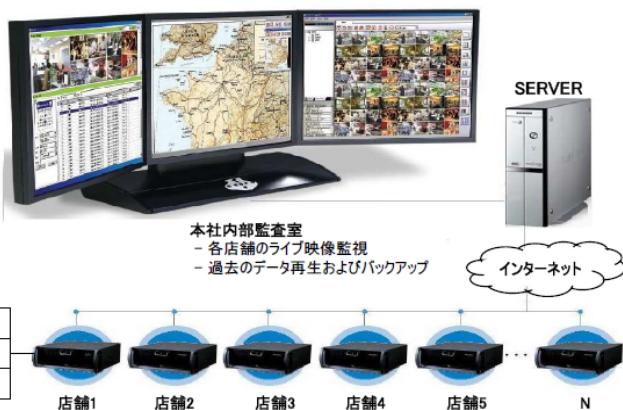 SERVER
本社内部監査室
- 各店舗のライブ映像監視
- 過去のデータ再生およびバックアップ
インターネット
店舗1 店舗2 店舗3 店舗4 店舗5 ... N